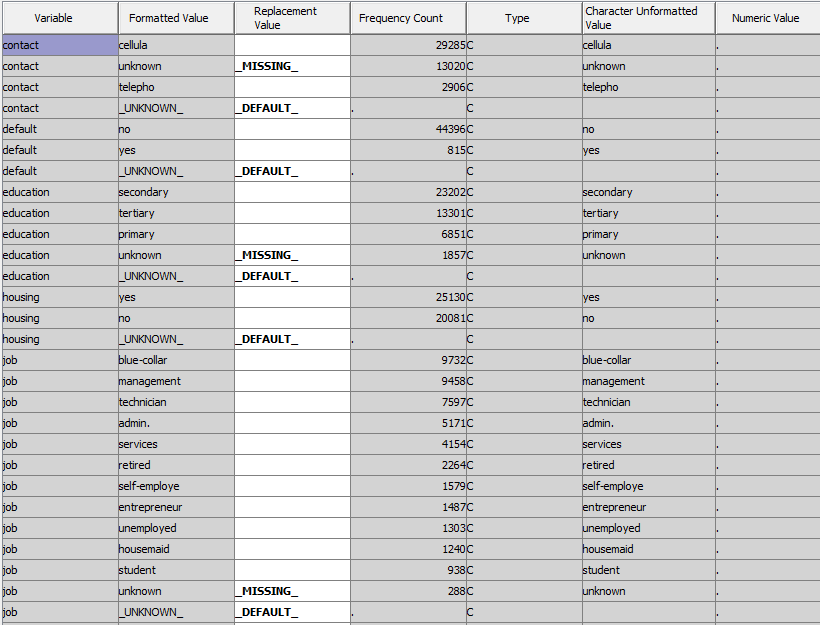 Variable Formatted Value Replacement Value Frequency Count Type Character Unformatted Value Numeric Value
contact cellula 29285 C cellula .
contact unknown _MISSING_ 13020 C unknown .
contact telepho 2906 C telepho .
contact _UNKNOWN_ _DEFAULT_ . C .
default no 44396 C no .
default yes 815 C yes .
default _UNKNOWN_ _DEFAULT_ . C .
education secondary 23202 C secondary .
education tertiary 13301 C tertiary .
education primary 6851 C primary .
education unknown _MISSING_ 1857 C unknown .
education _UNKNOWN_ _DEFAULT_ . C .
housing yes 25130 C yes .
housing no 20081 C no .
housing _UNKNOWN_ _DEFAULT_ . C .
job blue-collar 9732 C blue-collar .
job management 9458 C management .
job technician 7597 C technician .
job admin. 5171 C admin. .
job services 4154 C services .
job retired 2264 C retired .
job self-employe 1579 C self-employe .
job entrepreneur 1487 C entrepreneur .
job unemployed 1303 C unemployed .
job housemaid 1240 C housemaid .
job student 938 C student .
job unknown _MISSING_ 288 C unknown .
job _UNKNOWN_ _DEFAULT_ . C .